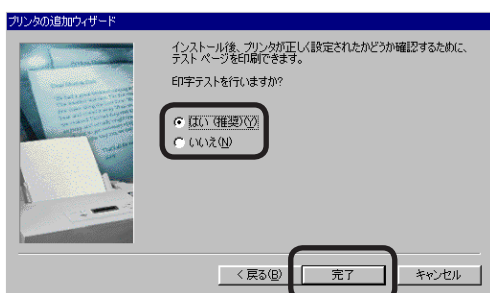 プリンタの追加ウィザード
インストール後、プリンタが正しく設定されたかどうか確認するために、
テスト ページを印刷できます。
印字テストを行いますか?
はい (推奨)(Y)
いいえ(N)
< 戻る(B)
完了
キャンセル